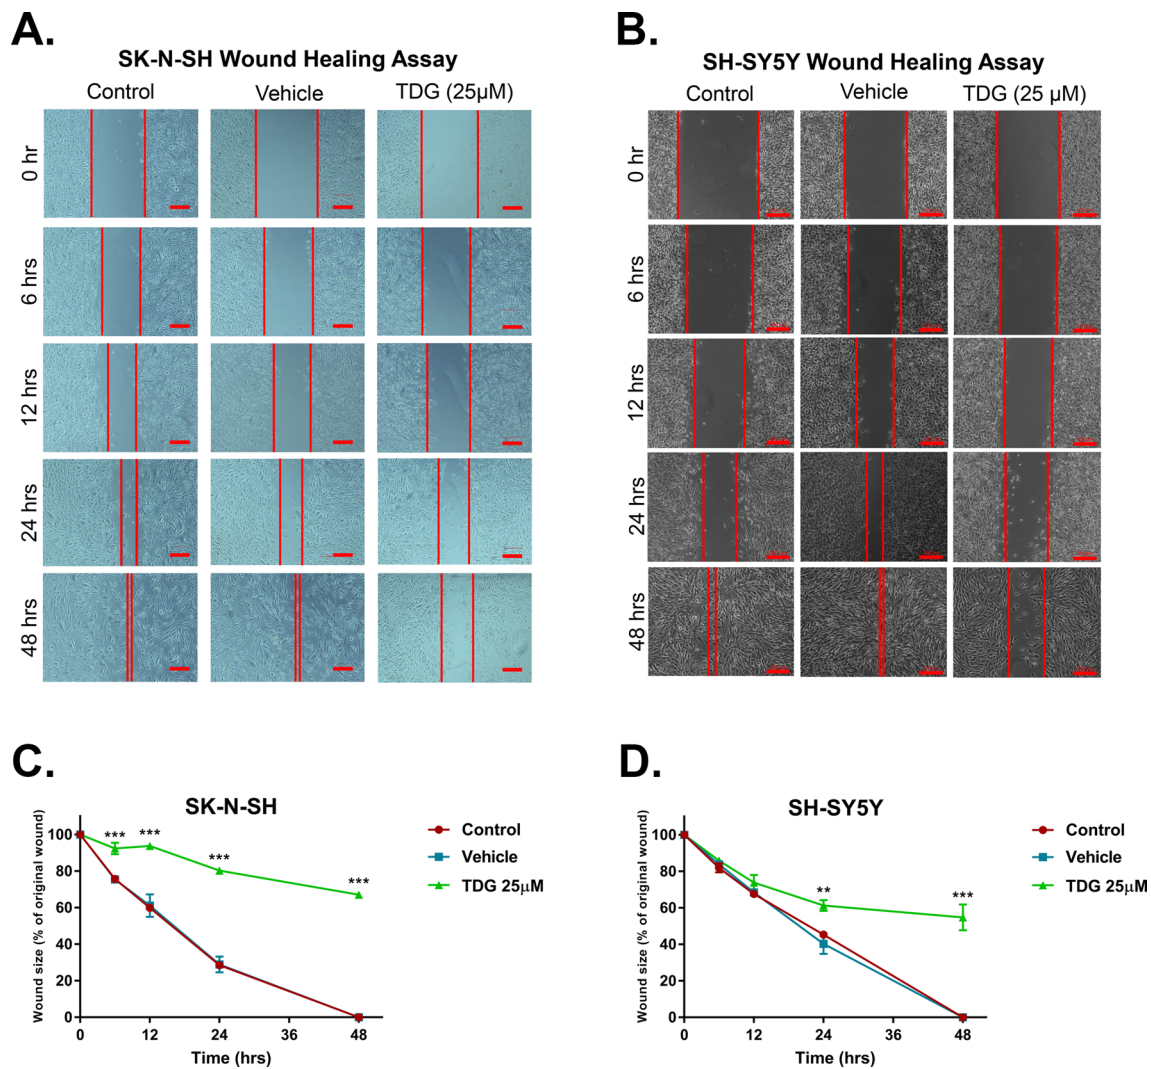 A.
SK-N-SH Wound Healing Assay
Control Vehicle TDG (25µM)
0 hr
6 hrs
12 hrs
24 hrs
48 hrs
B.
SH-SY5Y Wound Healing Assay
Control Vehicle TDG (25 µM)
0 hr
6 hrs
12 hrs
24 hrs
48 hrs
C.
SK-N-SH
Wound size (% of original wound)
100
80
60
40
20
0
*** *** *** ***
0 12 24 36 48
Time (hrs)
Control
Vehicle
TDG 25µM
D.
SH-SY5Y
Wound size (% of original wound)
100
80
60
40
20
0
** ***
0 12 24 36 48
Time (hrs)
Control
Vehicle
TDG 25µM